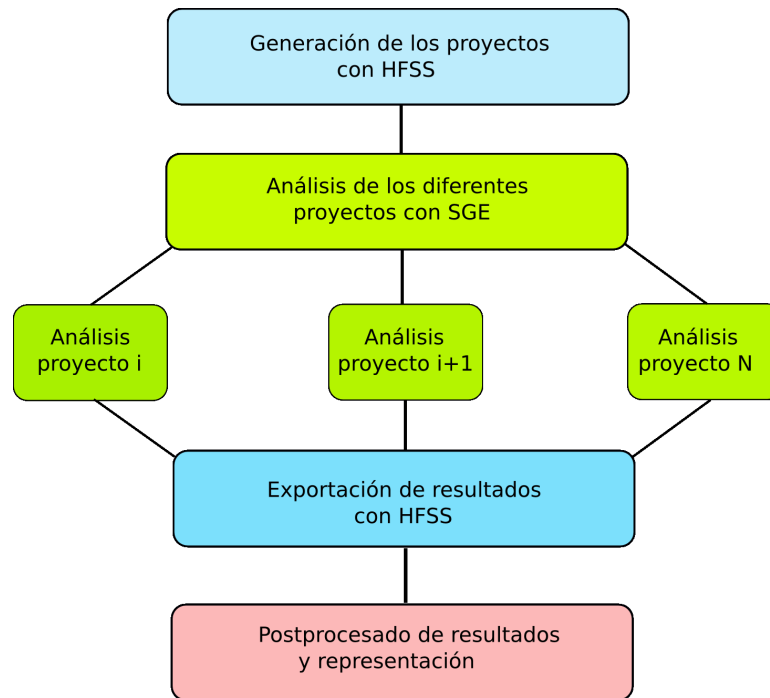 Generación de los proyectos
con HFSS
Análisis de los diferentes
proyectos con SGE
Análisis
proyecto i
Análisis
proyecto i+1
Análisis
proyecto N
Exportación de resultados
con HFSS
Postprocesado de resultados
y representación